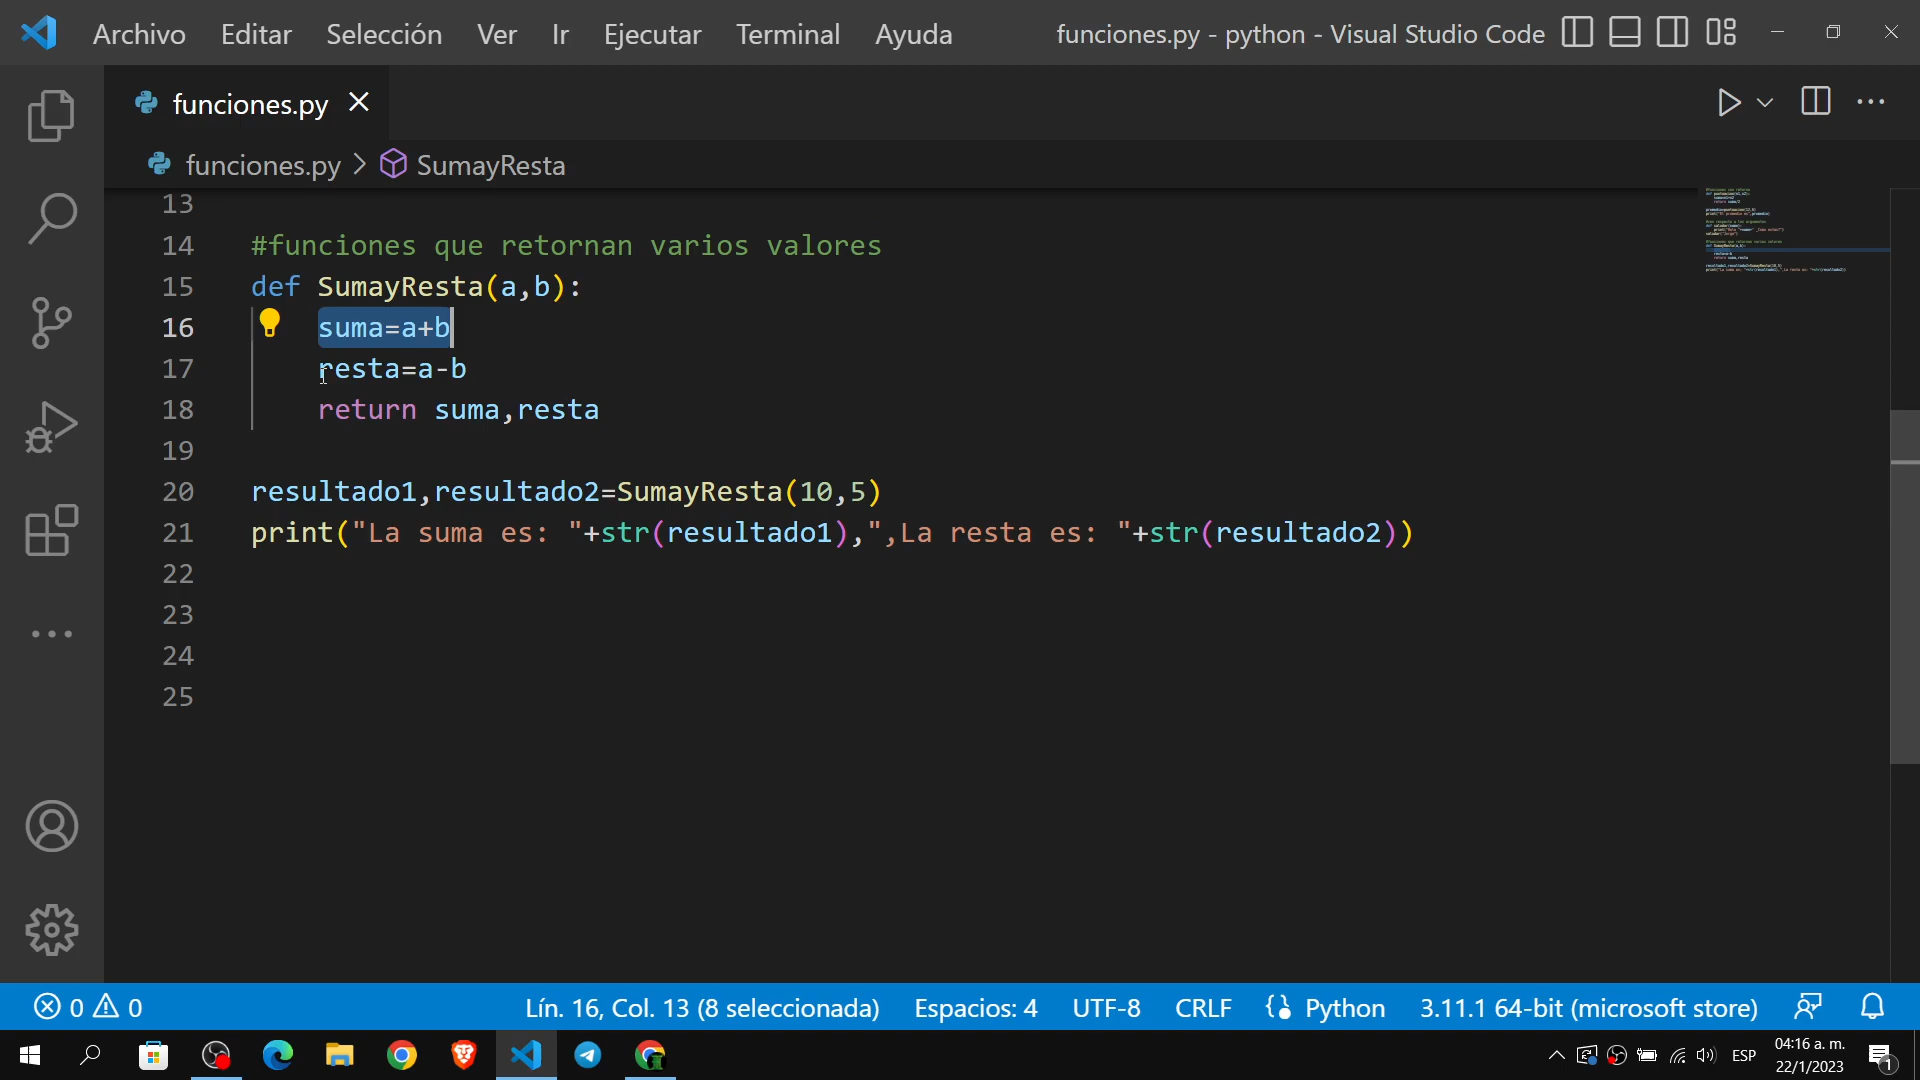 Archivo Editar Selección Ver Ir Ejecutar Terminal Ayuda funciones.py - python - Visual Studio Code
funciones.py
funciones.py > SumayResta
13
14 #funciones que retornan varios valores
15 def SumayResta(a,b):
16 suma=a+b
17 resta=a-b
18 return suma,resta
19
20 resultado1,resultado2=SumayResta(10,5)
21 print("La suma es: "+str(resultado1),",La resta es: "+str(resultado2))
22
23
24
25
0 0 Lín. 16, Col. 13 (8 seleccionada) Espacios: 4 UTF-8 CRLF Python 3.11.1 64-bit (microsoft store)
ESP 04:16 a. m.
22/1/2023 1